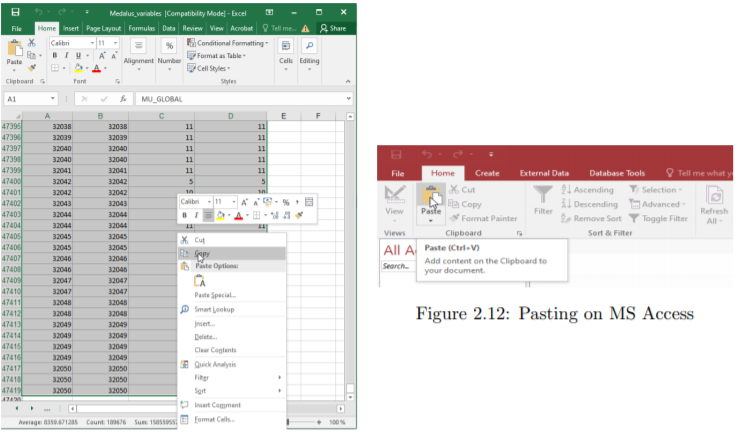 Medalus_variables [Compatibility Mode] - Excel
File Home Insert Page Layout Formulas Data Review View Acrobat Tell me... Share
Paste
Calibri 11
B I U
A A
Alignment Number
%
Conditional Formatting
Format as Table
Cell Styles
Cells Editing
Clipboard Font Styles
A1 fx MU_GLOBAL
A B C D E F
47395 32038 32038 11 11
47396 32039 32039 11 11
47397 32040 32040 11 11
47398 32041 32041 11 11
47400 32042 32042 5 5
47401 32042 32042 10 10
47402 32043 32043
47403 32044 32044
47404 32044 32044 11 11
47405 32045 32045
47406 32045 32045
47407 32046 32046
47408 32046 32046
47409 32047 32047
47410 32047 32047
47411 32048 32048
47412 32048 32048
47413 32049 32049
47414 32049 32049
47415 32049 32049
47416 32049 32049
47417 32050 32050
47418 32050 32050
47419 32050 32050
47420
Calibri 11 A A %
B I A
Cut
Copy
Paste Options:
A
Paste Special...
Smart Lookup
Insert...
Delete...
Clear Contents
Quick Analysis
Filter
Sort
Insert Comment
Format Cells...
Average: 8359.671285 Count: 189676 100 %
File Home Create External Data Database Tools Tell me what y
View
Paste
Cut
Copy
Format Painter
Filter
Ascending
Descending
Remove Sort
Selection
Advanced
Toggle Filter
Refresh
All
Views Clipboard Sort & Filter
All A
Search...
Paste (Ctrl+V)
Add content on the Clipboard to
your document.
Figure 2.12: Pasting on MS Access